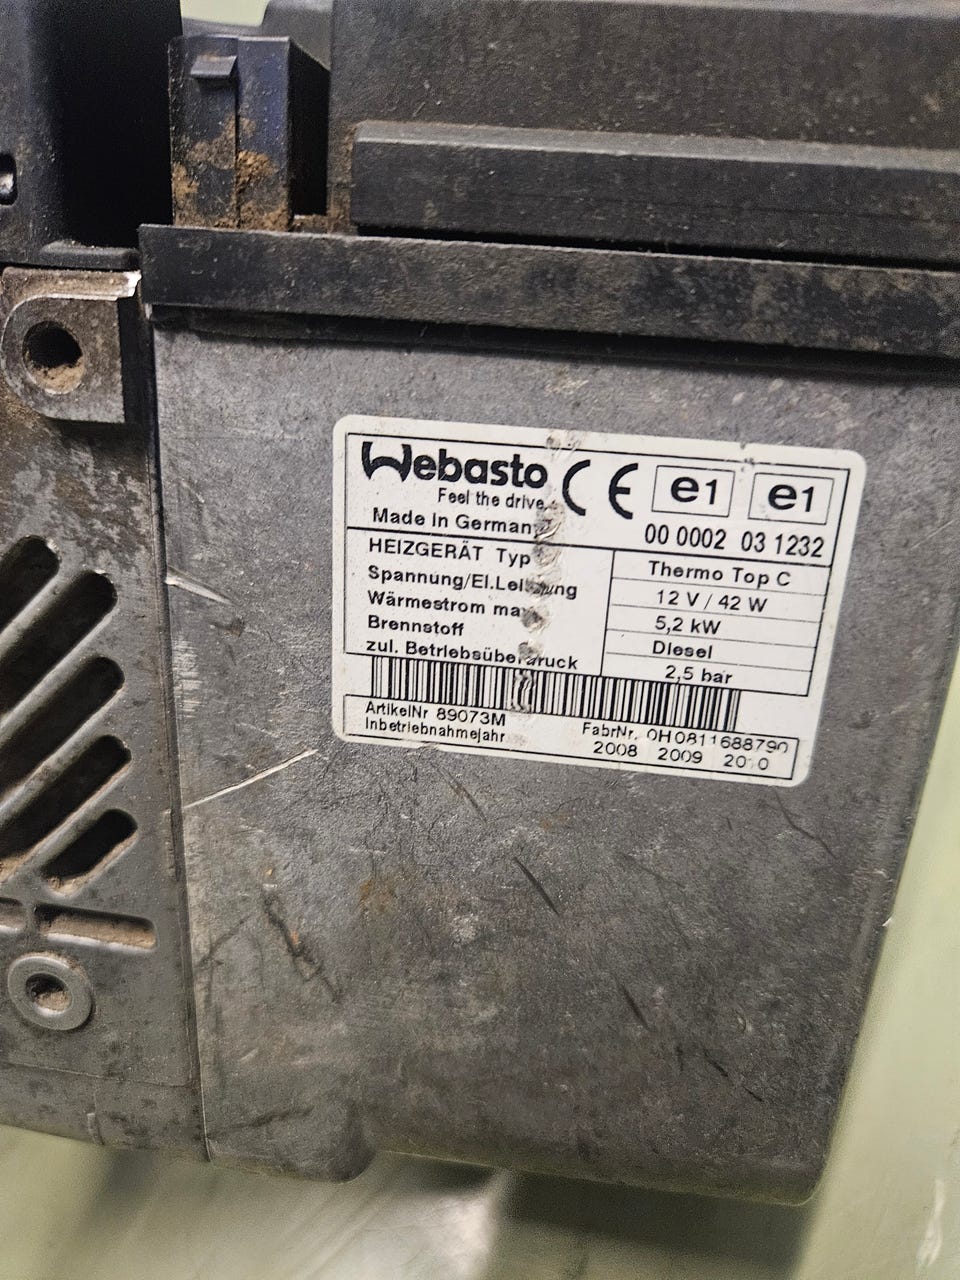 Webasto CE e1 e1
Feel the drive
Made in German 00 0002 03 1232
HEIZGERÄT Typ Thermo Top C
Spannung/El.Leistung 12 V / 42 W
Wärmestrom max 5,2 kW
Brennstoff Diesel
zul. Betriebsüberdruck 2,5 bar
ArtikelNr 89073M FabrNr. 0H0811688790
Inbetriebnahmejahr 2008 2009 2010